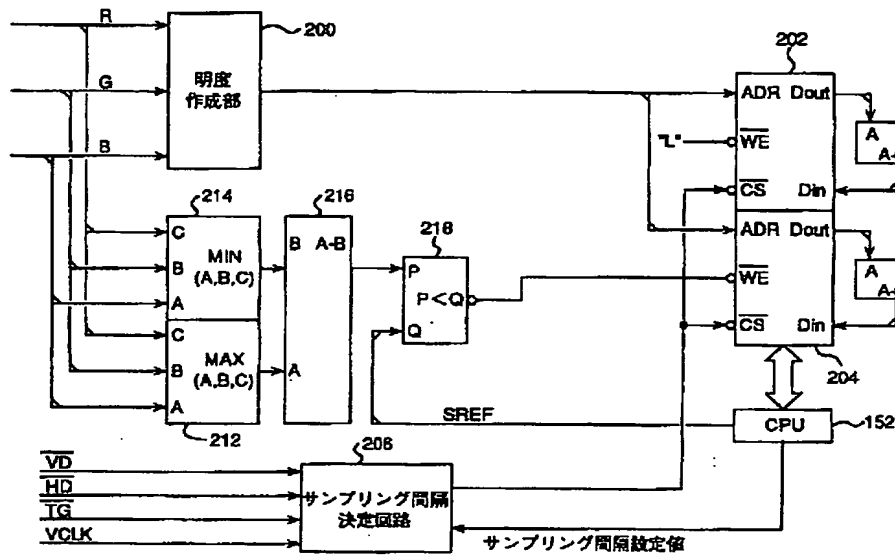 R
200
G
明度
作成部
B
202
ADR Dout
A
A-
"L"
WE
CS Din
214
216
C
MIN
(A,B,C)
B
A
B A-B
A
218
P
P<Q
Q
ADR Dout
A
A-
WE
CS Din
204
C
MAX
(A,B,C)
B
A
212
SREF
CPU
152
206
VD
HD
TG
VCLK
サンプリング間隔
決定回路
サンプリング間隔設定値